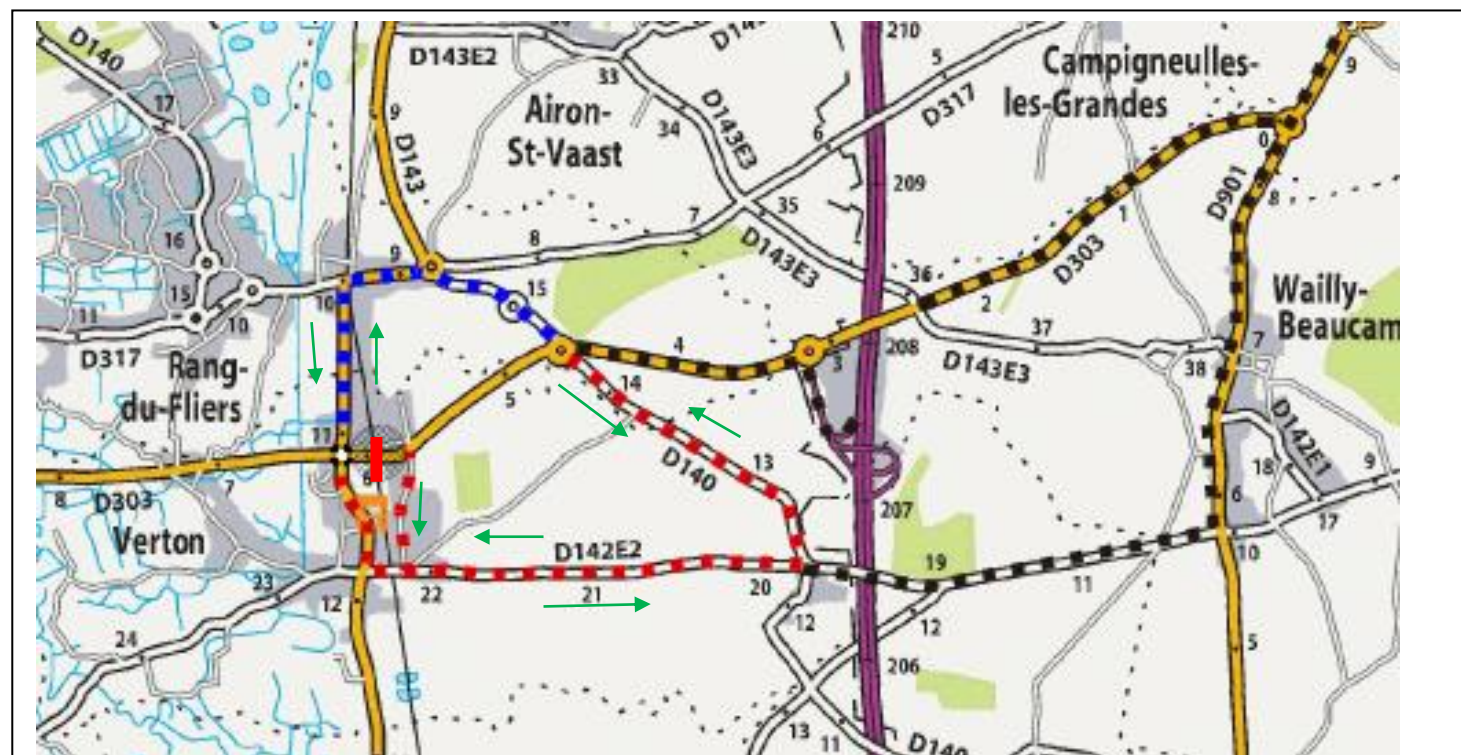 210
D140
D143E2
D14
5
9
33
Campigneulles-
les-Grandes
17
9
Airon-
St-Vaast
34
D143E3
6
D317
0
D143
209
D901
8
16
7
35
1
9
8
D143E3
D303
15
10
15
36
2
Wailly-
Beaucam
11
10
D317
4
3
208
37
D143E3
38
7
Rang-
du-Fliers
14
5
D142E1
11
13
18
9
8
D303
7
6
D140
207
6
17
Verton
D142E2
10
23
22
21
20
19
11
12
12
12
24
206
5
13
11
D140